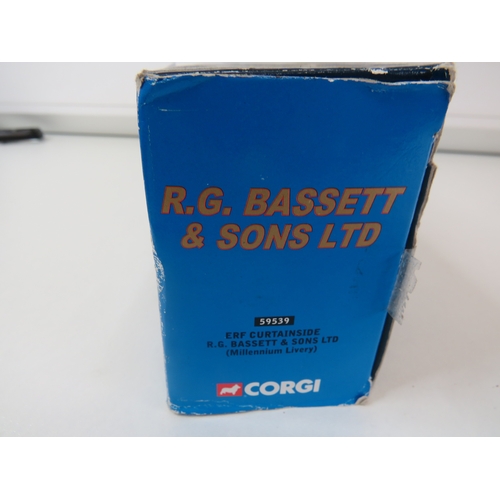 R.G. BASSETT
& SONS LTD
59539
ERF CURTAINSIDE
R.G. BASSETT & SONS LTD
(Millennium Livery)
CORGI